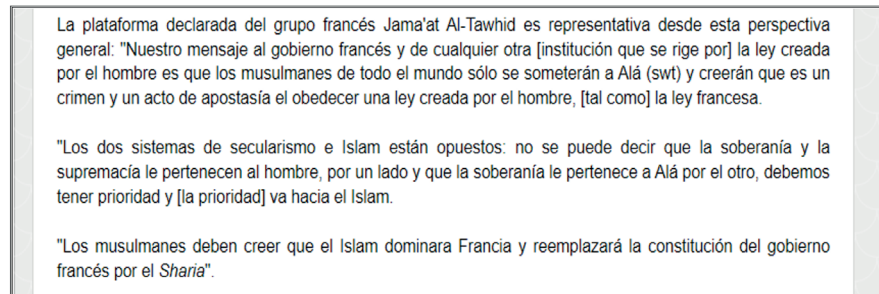 La plataforma declarada del grupo francés Jama'at Al-Tawhid es representativa desde esta perspectiva
general: "Nuestro mensaje al gobierno francés y de cualquier otra [institución que se rige por] la ley creada
por el hombre es que los musulmanes de todo el mundo sólo se someterán a Alá (swt) y creerán que es un
crimen y un acto de apostasía el obedecer una ley creada por el hombre, [tal como] la ley francesa.
"Los dos sistemas de secularismo e Islam están opuestos: no se puede decir que la soberanía y la
supremacía le pertenecen al hombre, por un lado y que la soberanía le pertenece a Alá por el otro, debemos
tener prioridad y [la prioridad] va hacia el Islam.
"Los musulmanes deben creer que el Islam dominara Francia y reemplazará la constitución del gobierno
francés por el Sharia".